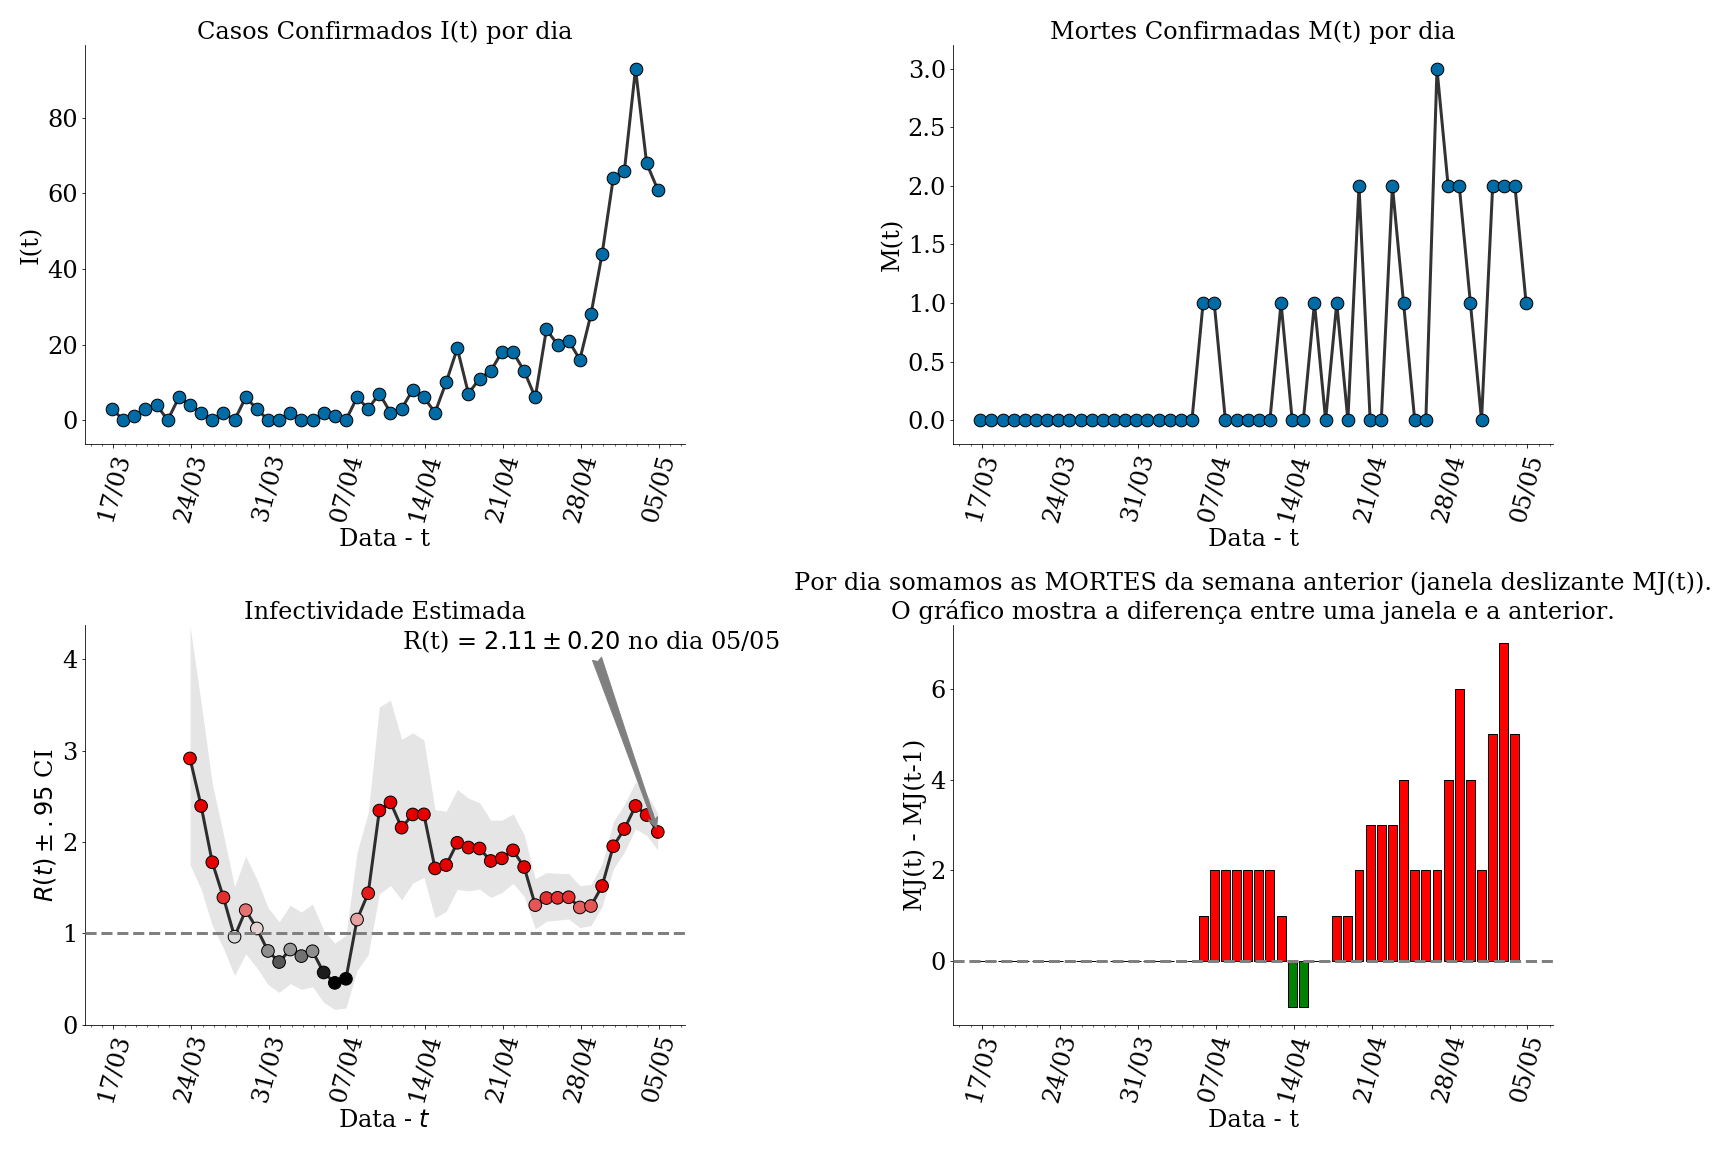 Casos Confirmados I(t) por dia
I(t)
80
60
40
20
0
17/03 24/03 31/03 07/04 14/04 21/04 28/04 05/05
Data - t
Mortes Confirmadas M(t) por dia
M(t)
3.0
2.5
2.0
1.5
1.0
0.5
0.0
17/03 24/03 31/03 07/04 14/04 21/04 28/04 05/05
Data - t
Infectividade Estimada
R(t) = 2.11 ± 0.20 no dia 05/05
R(t) ± .95 CI
4
3
2
1
0
17/03 24/03 31/03 07/04 14/04 21/04 28/04 05/05
Data - t
Por dia somamos as MORTES da semana anterior (janela deslizante MJ(t)).
O gráfico mostra a diferença entre uma janela e a anterior.
MJ(t) - MJ(t-1)
6
4
2
0
17/03 24/03 31/03 07/04 14/04 21/04 28/04 05/05
Data - t